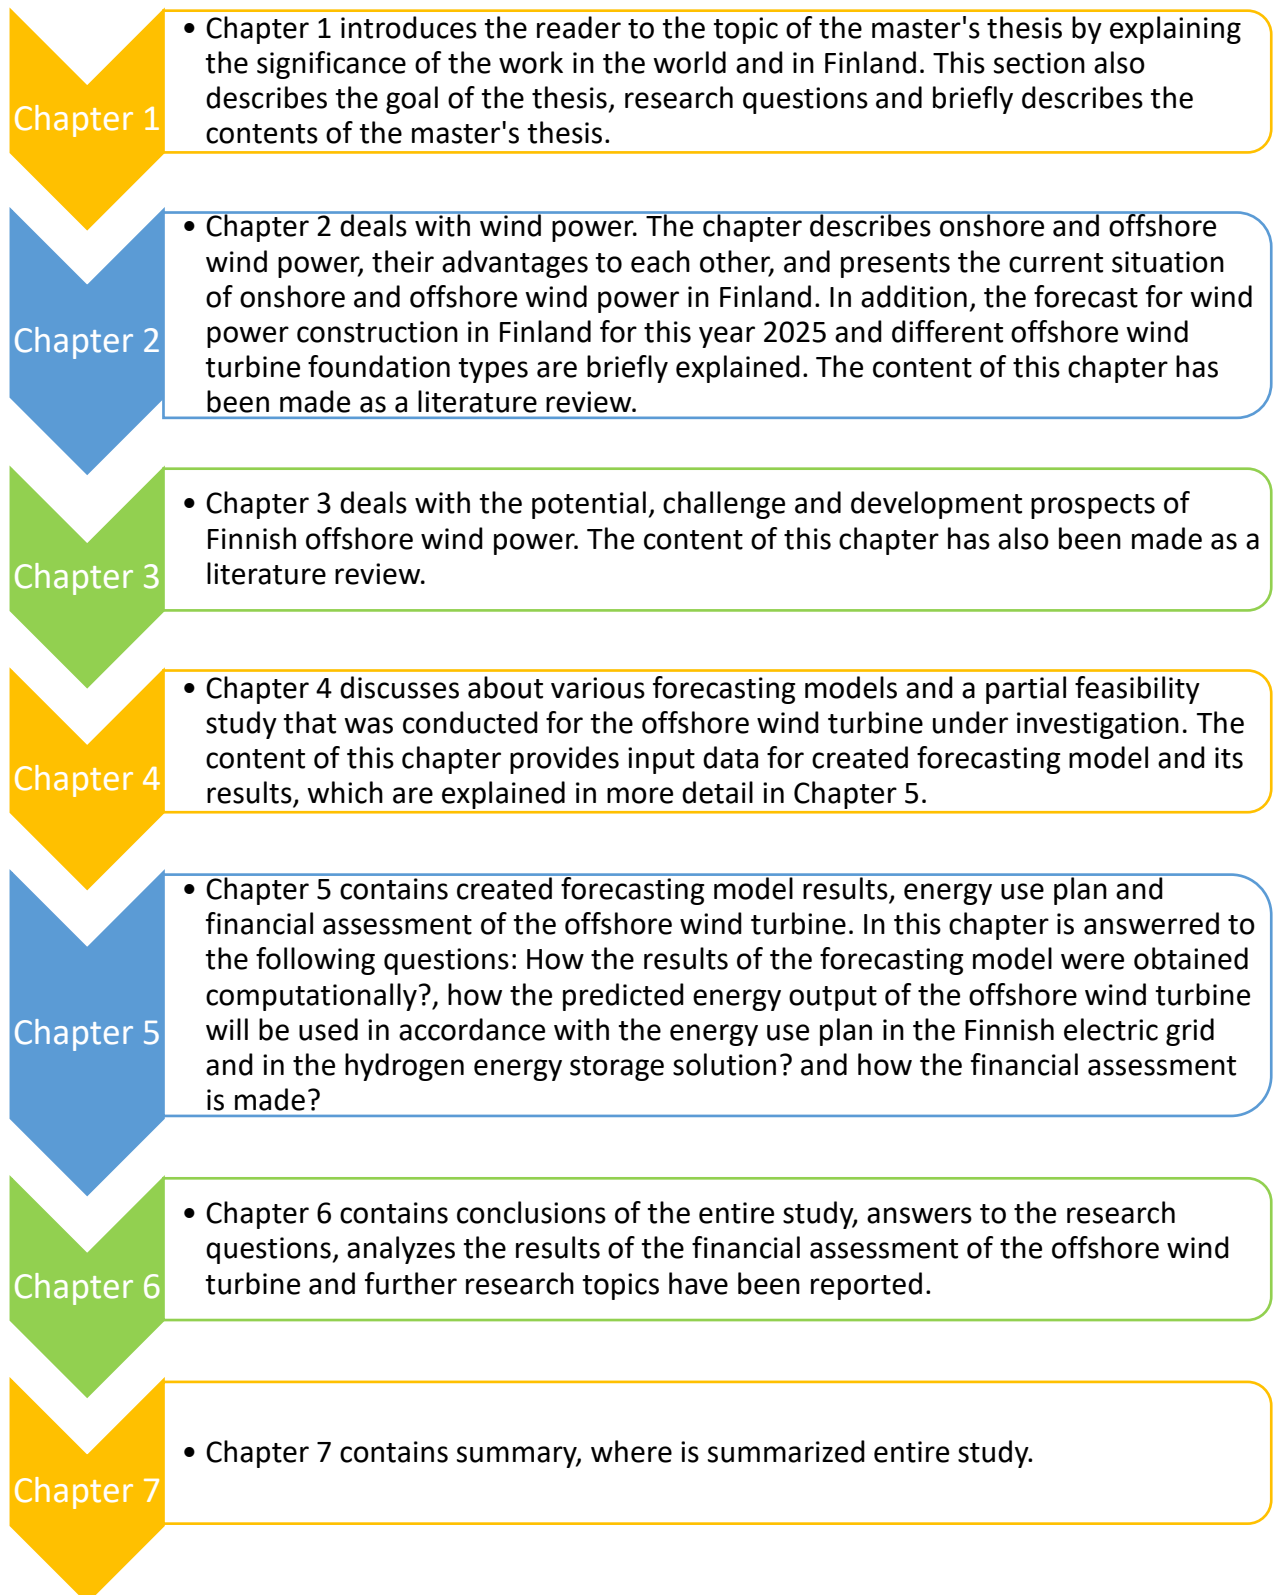 Chapter 1
• Chapter 1 introduces the reader to the topic of the master's thesis by explaining
the significance of the work in the world and in Finland. This section also
describes the goal of the thesis, research questions and briefly describes the
contents of the master's thesis.
Chapter 2
• Chapter 2 deals with wind power. The chapter describes onshore and offshore
wind power, their advantages to each other, and presents the current situation
of onshore and offshore wind power in Finland. In addition, the forecast for wind
power construction in Finland for this year 2025 and different offshore wind
turbine foundation types are briefly explained. The content of this chapter has
been made as a literature review.
Chapter 3
• Chapter 3 deals with the potential, challenge and development prospects of
Finnish offshore wind power. The content of this chapter has also been made as a
literature review.
Chapter 4
• Chapter 4 discusses about various forecasting models and a partial feasibility
study that was conducted for the offshore wind turbine under investigation. The
content of this chapter provides input data for created forecasting model and its
results, which are explained in more detail in Chapter 5.
Chapter 5
• Chapter 5 contains created forecasting model results, energy use plan and
financial assessment of the offshore wind turbine. In this chapter is answerred to
the following questions: How the results of the forecasting model were obtained
computationally?, how the predicted energy output of the offshore wind turbine
will be used in accordance with the energy use plan in the Finnish electric grid
and in the hydrogen energy storage solution? and how the financial assessment
is made?
Chapter 6
• Chapter 6 contains conclusions of the entire study, answers to the research
questions, analyzes the results of the financial assessment of the offshore wind
turbine and further research topics have been reported.
Chapter 7
• Chapter 7 contains summary, where is summarized entire study.